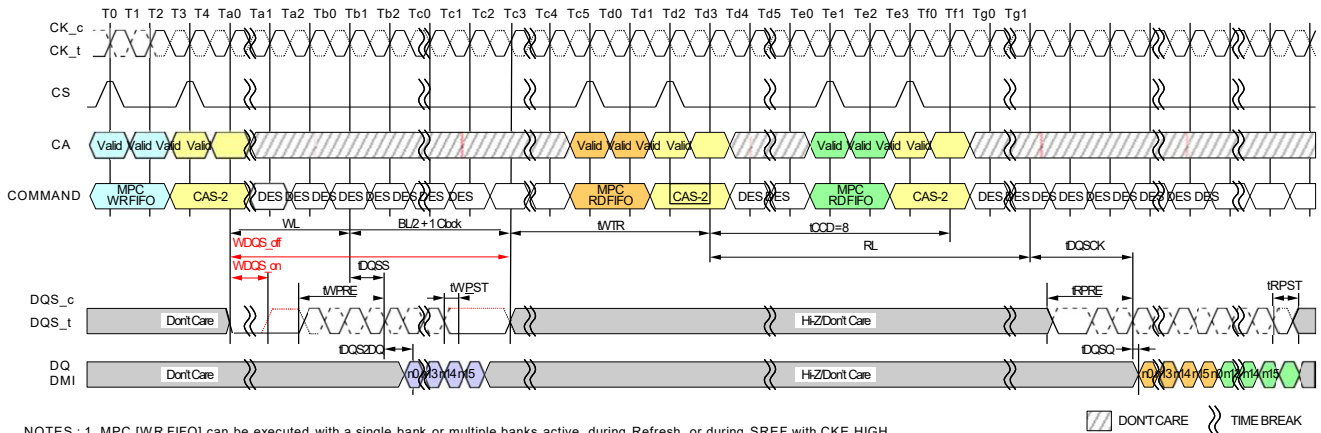 T0 T1 T2 T3 T4 Ta0 Ta1 Ta2 Tb0 Tb1 Tb2 Tc0 Tc1 Tc2 Tc3 Tc4 Tc5 Td0 Td1 Td2 Td3 Td4 Td5 Te0 Te1 Te2 Te3 Tf0 Tf1 Tg0 Tg1
CK_c
CK_t
CS
CA Valid Valid Valid Valid Valid Valid Valid Valid Valid Valid Valid Valid
COMMAND MPC WRFIFO CAS-2 DES DES DES DES DES DES DES DES MPC RDFIFO CAS-2 DES DES MPC RDFIFO CAS-2 DES DES DES DES DES DES DES DES DES
WL BL/2 + 1 Clock tWTR tCCD = 8
WDQS_off RL tDQSCK
WDQS_on tDQSS
tWPRE tWPST tRPRE tRPST
DQS_c
DQS_t Don't Care Hi-Z/Don't Care
tDQS2DQ tDQSQ
DQ
DMI Don't Care n0 n13 n14 n15 Hi-Z/Don't Care n0 n13 n14 n15 n0 n13 n14 n15
DON'T CARE TIME BREAK
NOTES : 1. MPC [WR FIFO] can be executed with a single bank or multiple banks active, during Refresh, or during SREF with CKE HIGH.